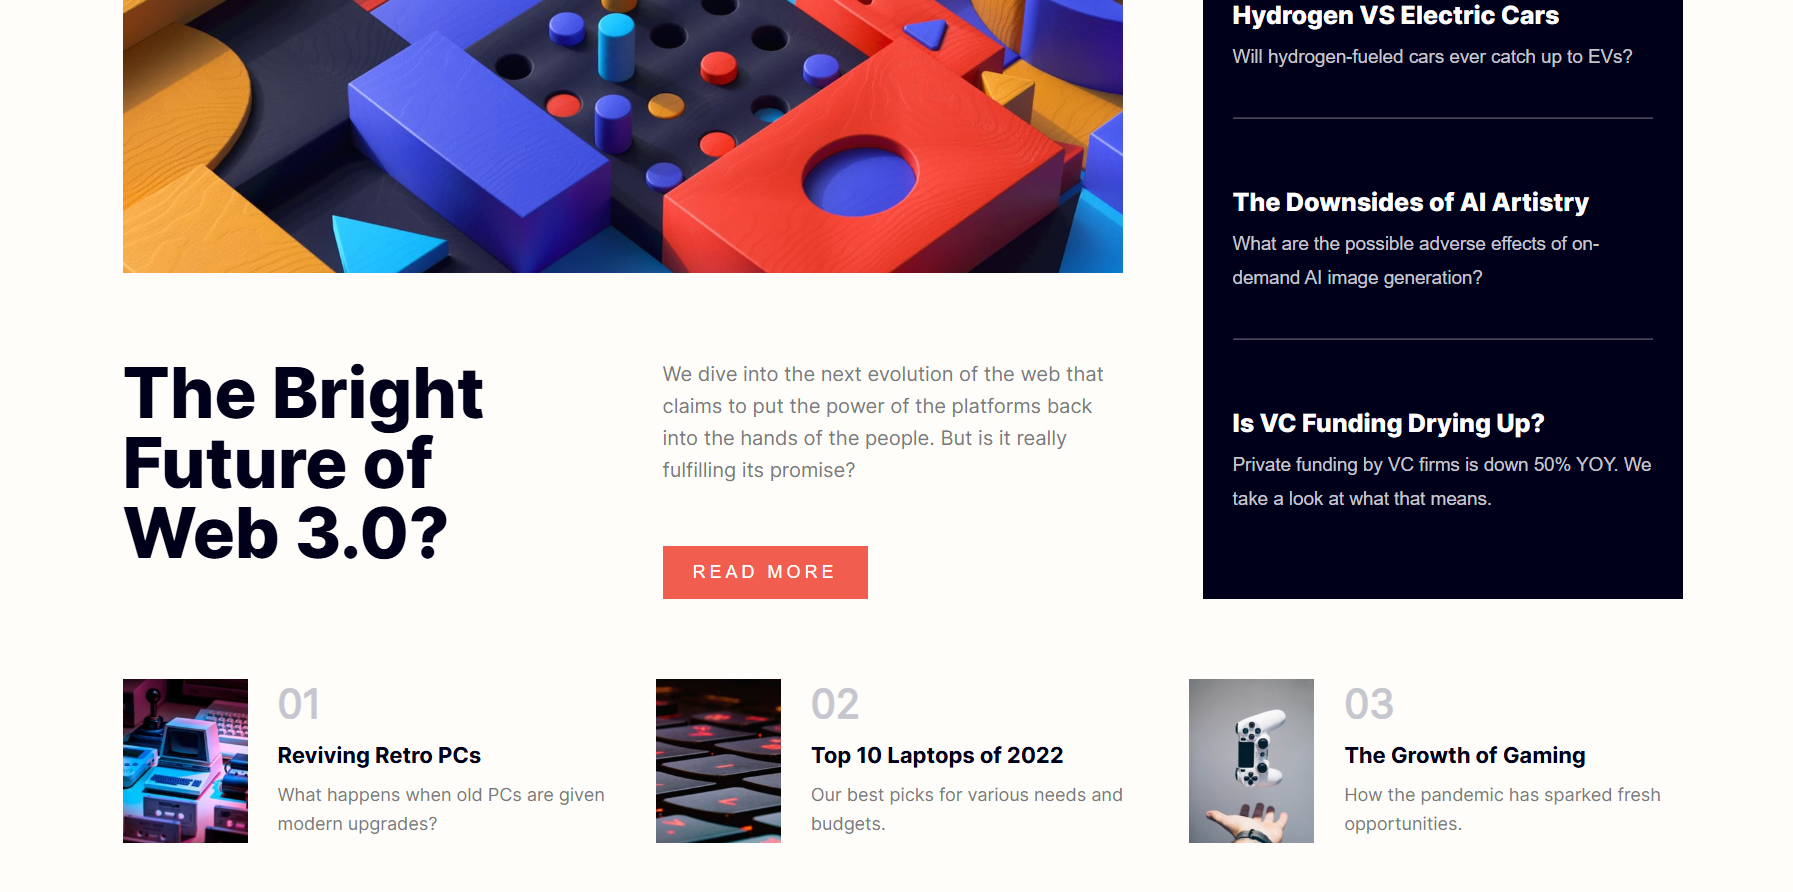 Hydrogen VS Electric Cars
Will hydrogen-fueled cars ever catch up to EVs?
The Downsides of AI Artistry
What are the possible adverse effects of on-
demand AI image generation?
Is VC Funding Drying Up?
Private funding by VC firms is down 50% YOY. We
take a look at what that means.
The Bright
Future of
Web 3.0?
We dive into the next evolution of the web that
claims to put the power of the platforms back
into the hands of the people. But is it really
fulfilling its promise?
READ MORE
01
Reviving Retro PCs
What happens when old PCs are given
modern upgrades?
02
Top 10 Laptops of 2022
Our best picks for various needs and
budgets.
03
The Growth of Gaming
How the pandemic has sparked fresh
opportunities.